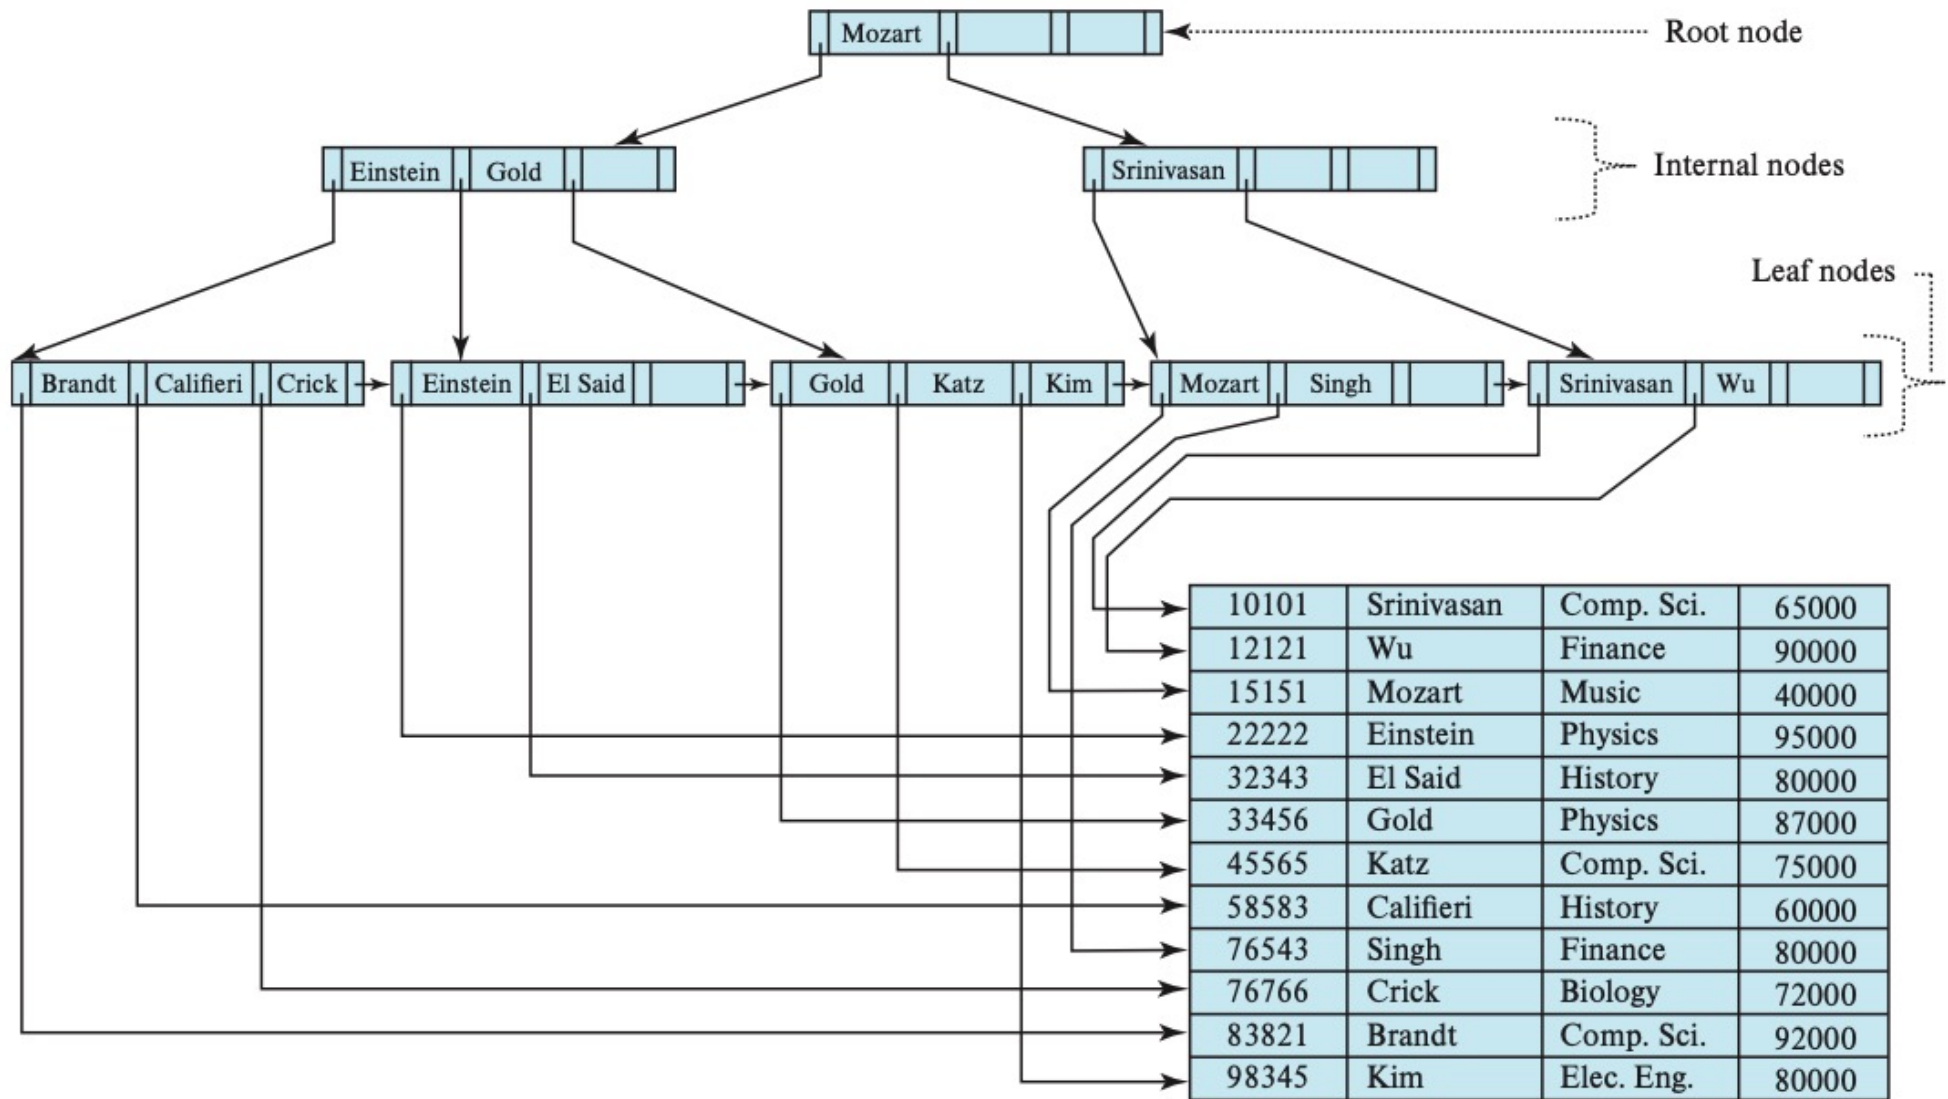 Mozart
Root node
Einstein Gold
Srinivasan
Internal nodes
Leaf nodes
Brandt Califieri Crick
Einstein El Said
Gold Katz Kim
Mozart Singh
Srinivasan Wu
10101 Srinivasan Comp. Sci. 65000
12121 Wu Finance 90000
15151 Mozart Music 40000
22222 Einstein Physics 95000
32343 El Said History 80000
33456 Gold Physics 87000
45565 Katz Comp. Sci. 75000
58583 Califieri History 60000
76543 Singh Finance 80000
76766 Crick Biology 72000
83821 Brandt Comp. Sci. 92000
98345 Kim Elec. Eng. 80000